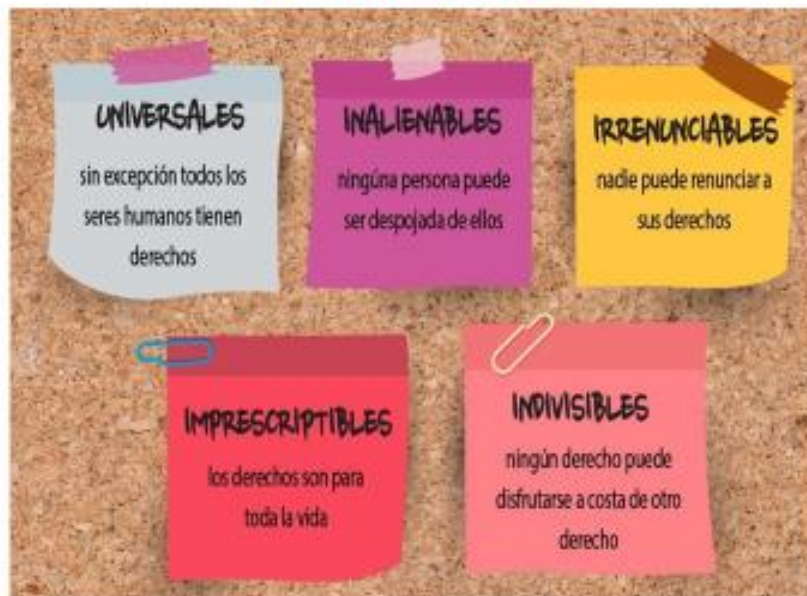 UNIVERSALES
sin excepción todos los
seres humanos tienen
derechos
INALIENABLES
ningúna persona puede
ser despojada de ellos
IRRENUNCIABLES
nadie puede renunciar a
sus derechos
IMPRESCRIPTIBLES
los derechos son para
toda la vida
INDIVISIBLES
ningún derecho puede
disfrutarse a costa de otro
derecho